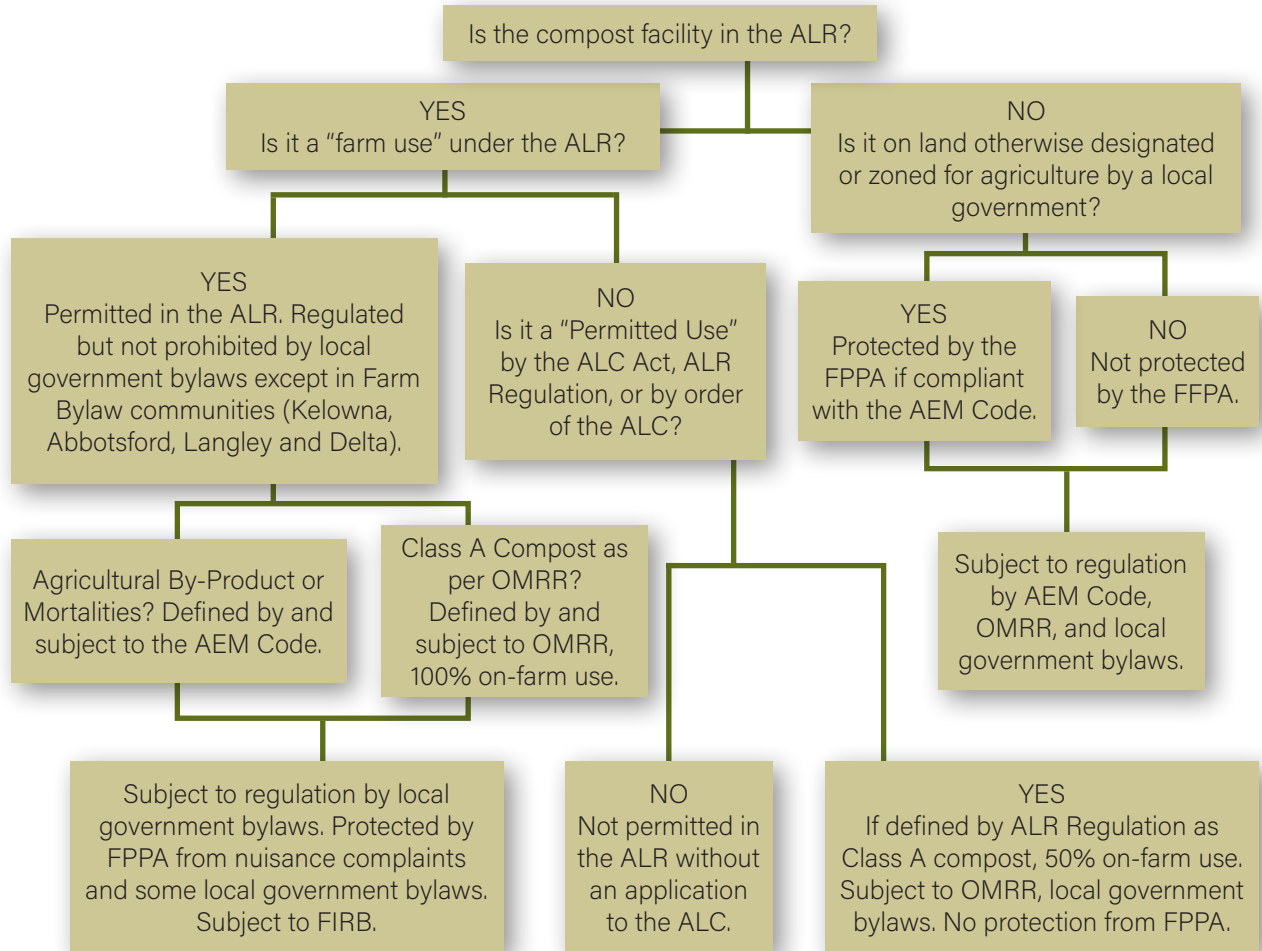 Is the compost facility in the ALR?
YES
Is it a “farm use” under the ALR?
NO
Is it on land otherwise designated
or zoned for agriculture by a local
government?
YES
Permitted in the ALR. Regulated
but not prohibited by local
government bylaws except in Farm
Bylaw communities (Kelowna,
Abbotsford, Langley and Delta).
NO
Is it a “Permitted Use”
by the ALC Act, ALR
Regulation, or by order
of the ALC?
YES
Protected by the
FPPA if compliant
with the AEM Code.
NO
Not protected
by the FFPA.
Agricultural By-Product or
Mortalities? Defined by and
subject to the AEM Code.
Class A Compost as
per OMRR?
Defined by and
subject to OMRR,
100% on-farm use.
Subject to regulation
by AEM Code,
OMRR, and local
government bylaws.
Subject to regulation by local
government bylaws. Protected by
FPPA from nuisance complaints
and some local government bylaws.
Subject to FIRB.
NO
Not permitted in
the ALR without
an application
to the ALC.
YES
If defined by ALR Regulation as
Class A compost, 50% on-farm use.
Subject to OMRR, local government
bylaws. No protection from FPPA.